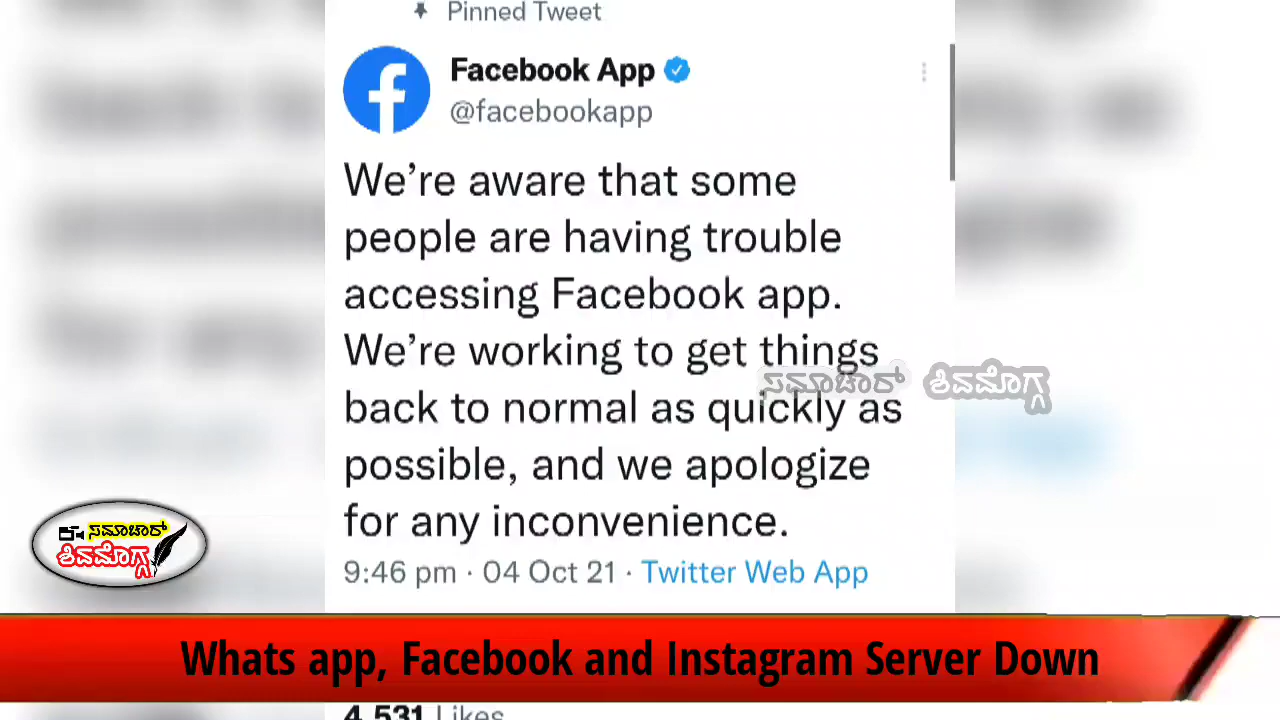 Pinned Tweet
Facebook App
@facebookapp
We're aware that some
people are having trouble
accessing Facebook app.
We're working to get things
back to normal as quickly as
possible, and we apologize
for any inconvenience.
9:46 pm · 04 Oct 21 · Twitter Web App
ಸಮಾಚಾರ್ ಶಿವಮೊಗ್ಗ
ಸಮಾಚಾರ್
ಶಿವಮೊಗ್ಗ
Whats app, Facebook and Instagram Server Down
4,531 Likes